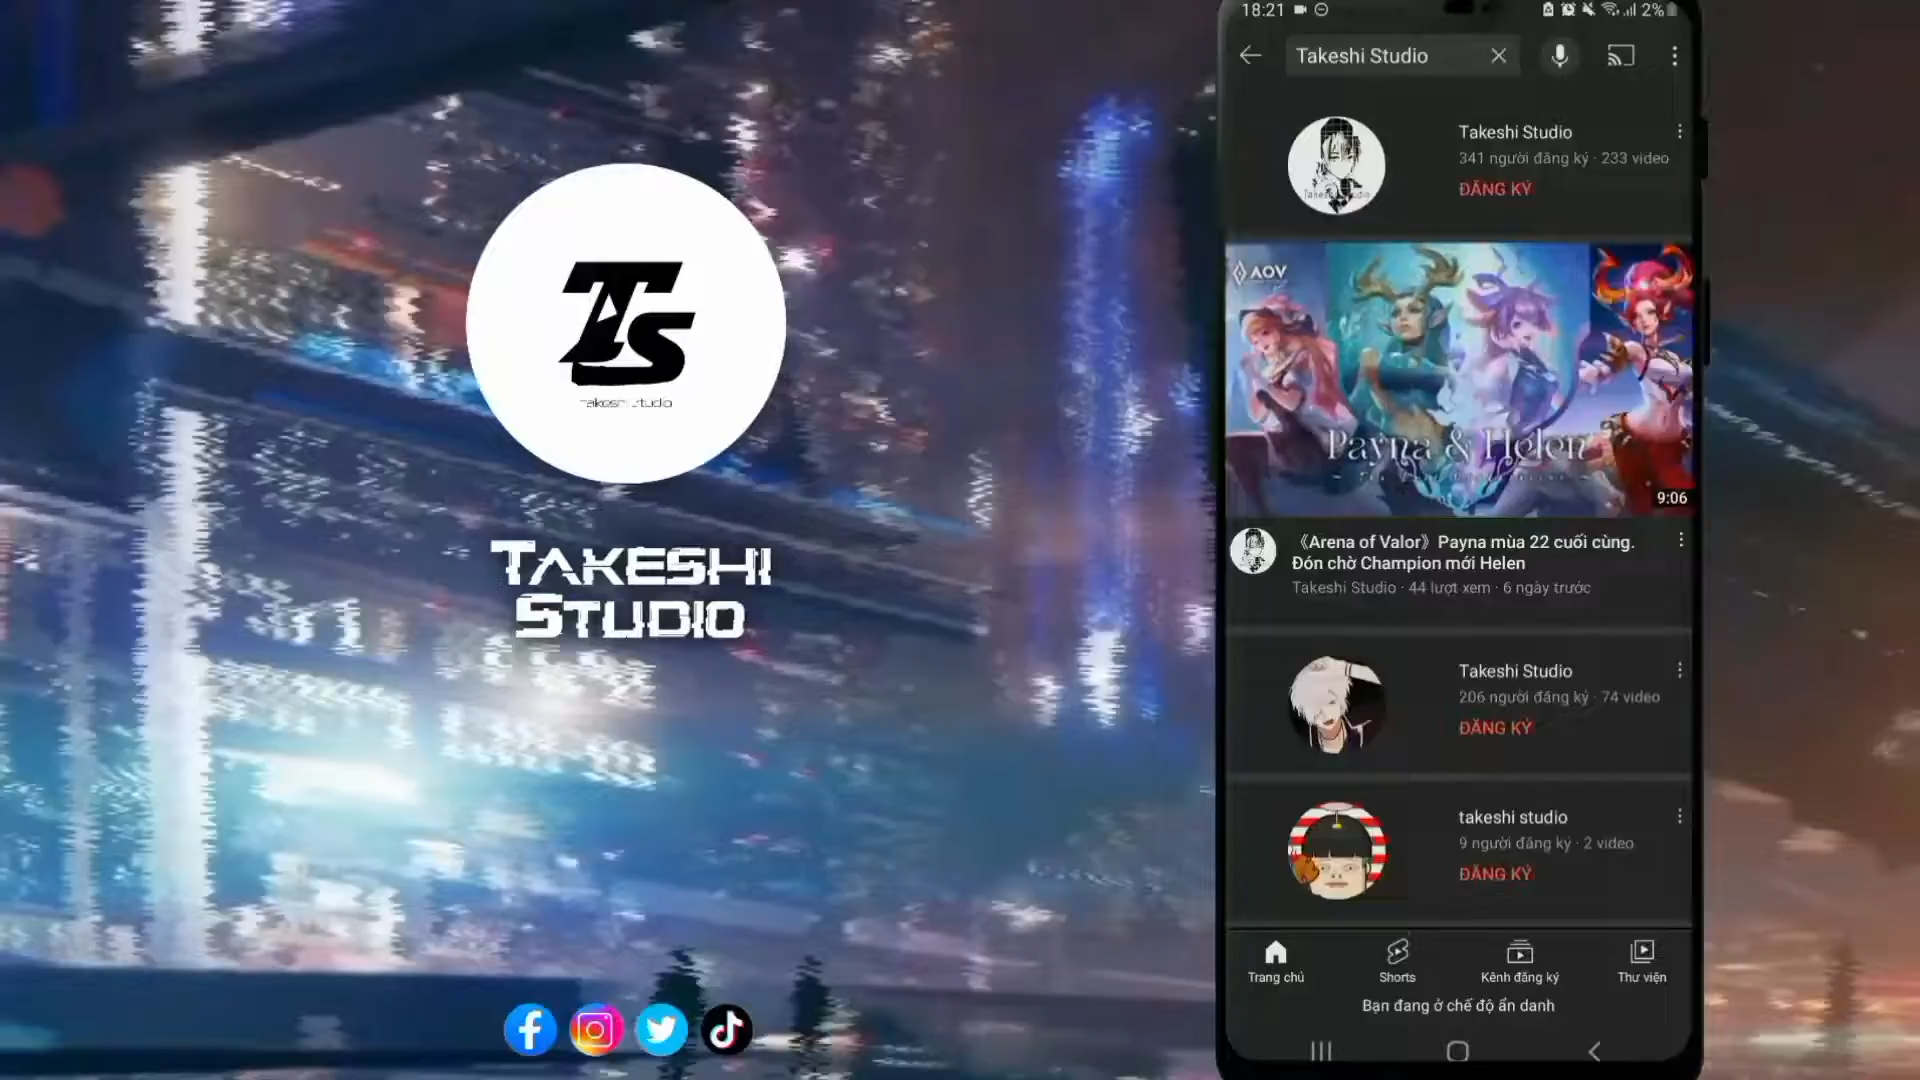 TS
Takeshi Studio
TAKESHI
STUDIO
18:21
2%
Takeshi Studio
Takeshi Studio
341 người đăng ký · 233 video
ĐĂNG KÝ
AOV
Payna & Helen
9:06
《Arena of Valor》 Payna mùa 22 cuối cùng.
Đón chờ Champion mới Helen
Takeshi Studio · 44 lượt xem · 6 ngày trước
Takeshi Studio
206 người đăng ký · 74 video
ĐĂNG KÝ
takeshi studio
9 người đăng ký · 2 video
ĐĂNG KÝ
Trang chủ
Shorts
Kênh đăng ký
Thư viện
Bạn đang ở chế độ ẩn danh